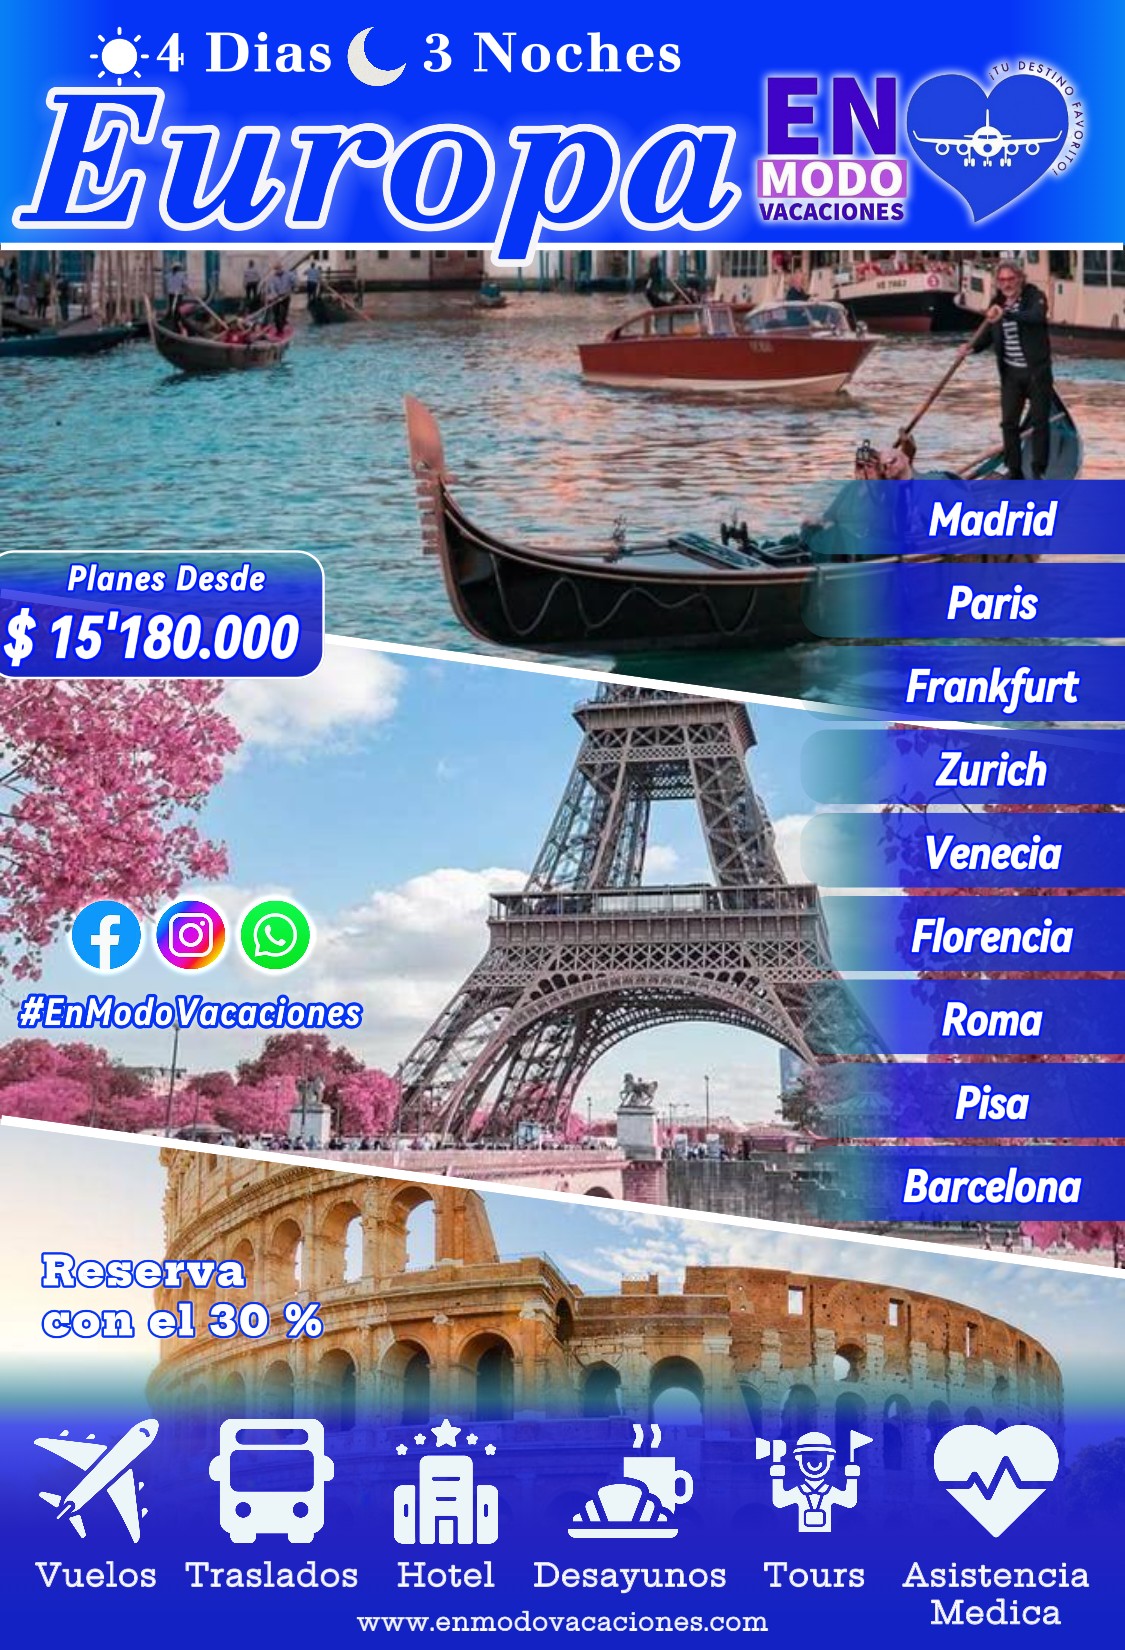 4 Dias 3 Noches
Europa
EN
MODO
VACACIONES
¡TU DESTINO FAVORITO!
Madrid
Paris
Frankfurt
Zurich
Venecia
Florencia
Roma
Pisa
Barcelona
Planes Desde
$ 15'180.000
#EnModoVacaciones
Reserva
con el 30 %
Vuelos Traslados Hotel Desayunos Tours Asistencia
Medica
www.enmodovacaciones.com